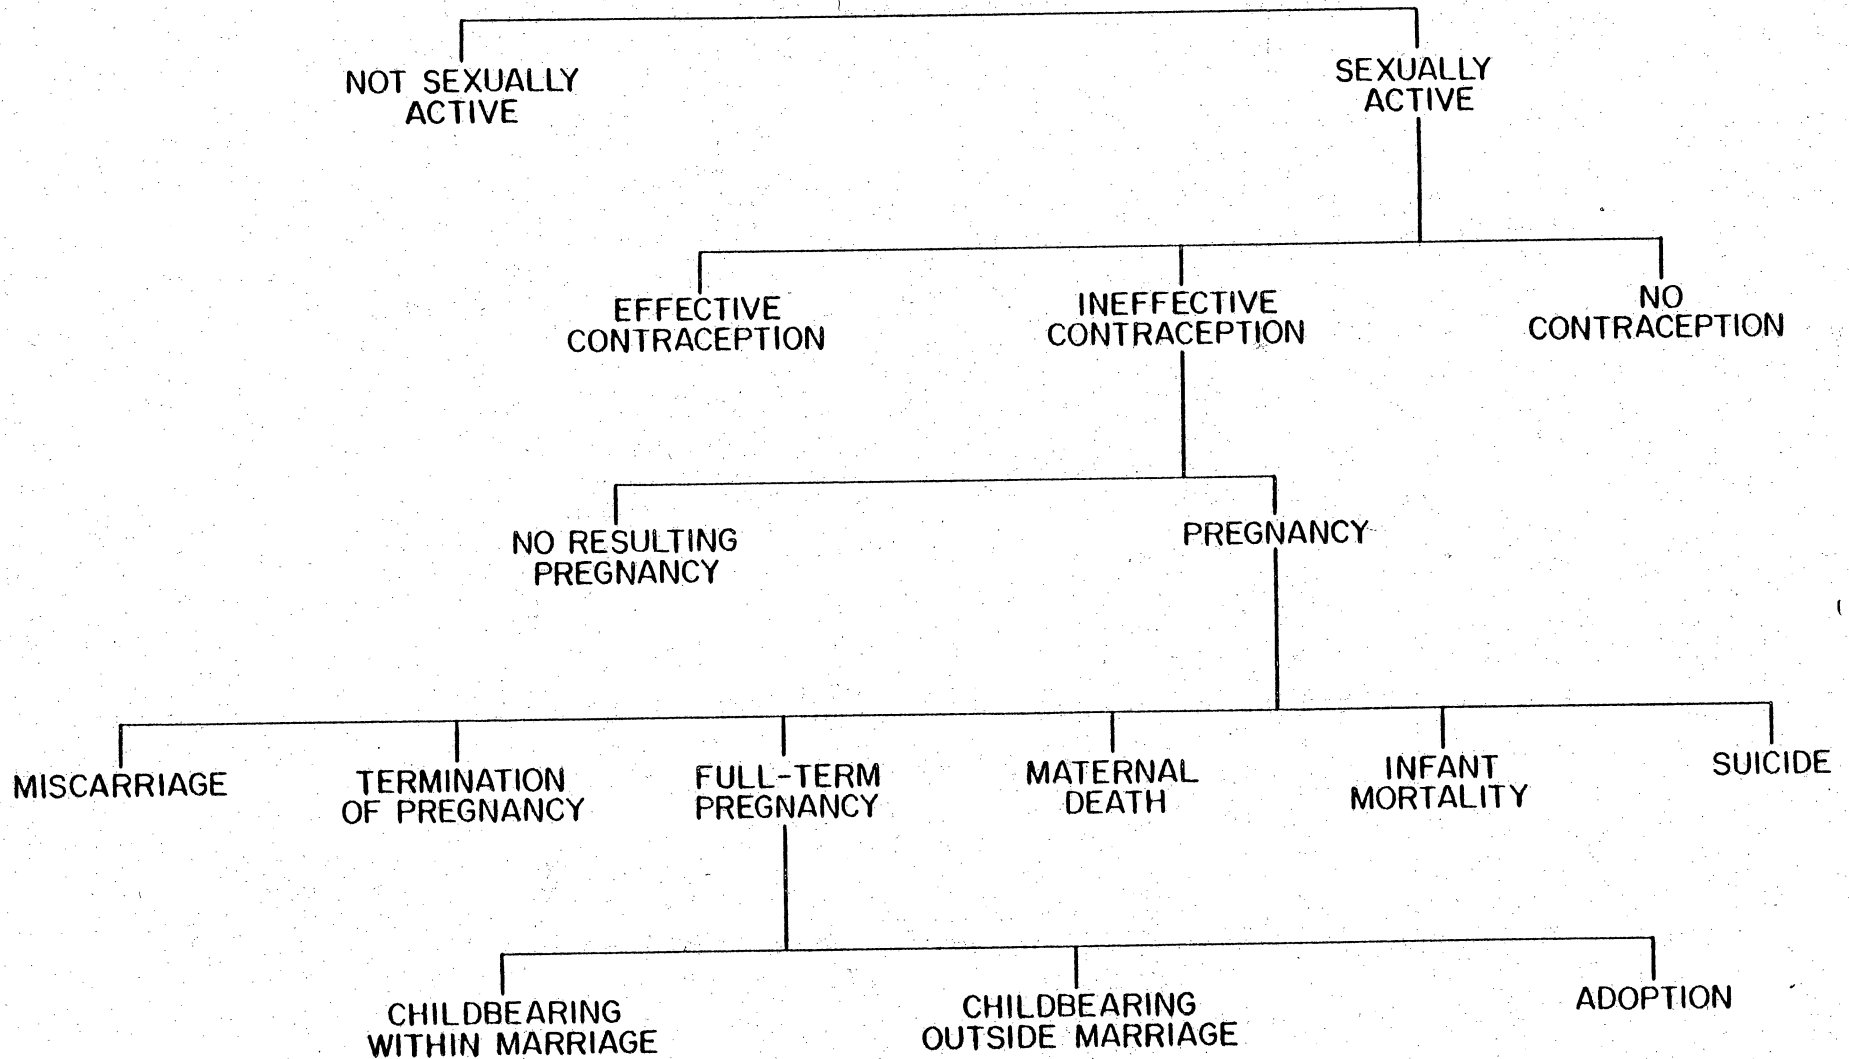 NOT SEXUALLY
ACTIVE
SEXUALLY
ACTIVE
EFFECTIVE
CONTRACEPTION
INEFFECTIVE
CONTRACEPTION
NO
CONTRACEPTION
NO RESULTING
PREGNANCY
PREGNANCY
MISCARRIAGE
TERMINATION
OF PREGNANCY
FULL-TERM
PREGNANCY
MATERNAL
DEATH
INFANT
MORTALITY
SUICIDE
CHILDBEARING
WITHIN MARRIAGE
CHILDBEARING
OUTSIDE MARRIAGE
ADOPTION